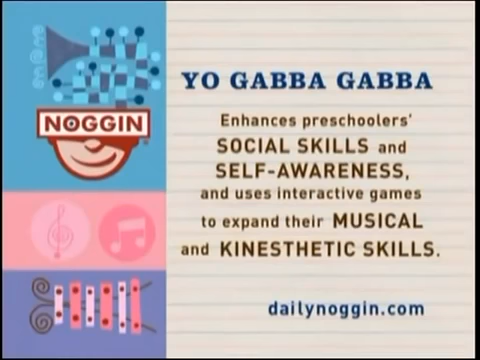 NOGGIN
YO GABBA GABBA
Enhances preschoolers'
SOCIAL SKILLS and
SELF-AWARENESS,
and uses interactive games
to expand their MUSICAL
and KINESTHETIC SKILLS.
dailynoggin.com